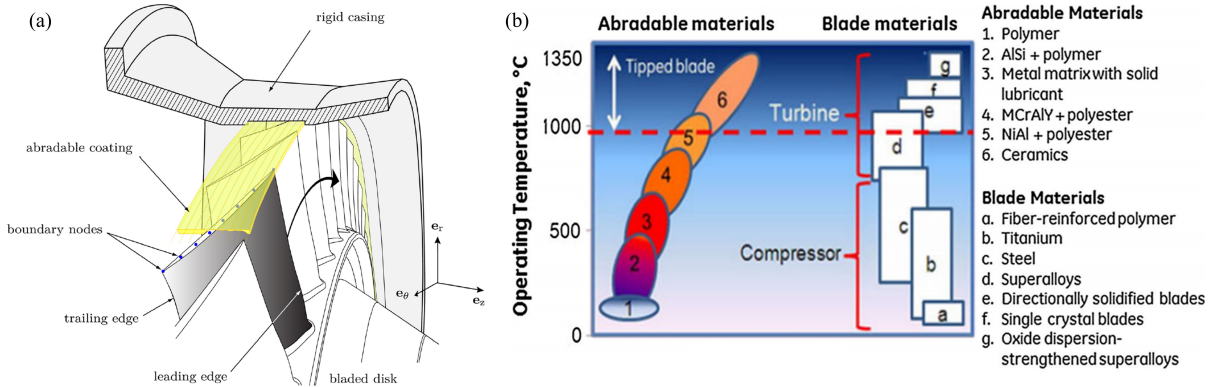 (a)
rigid casing
abradable coating
boundary nodes
trailing edge
leading edge
bladed disk
e_r
e_θ
e_z
(b)
Abradable materials
Blade materials
Operating Temperature, °C
1350
1000
500
0
Tipped blade
Turbine
Compressor
6
5
4
3
2
1
g
f
e
d
c
b
a
Abradable Materials
1. Polymer
2. AlSi + polymer
3. Metal matrix with solid
lubricant
4. MCrAlY + polyester
5. NiAl + polyester
6. Ceramics
Blade Materials
a. Fiber-reinforced polymer
b. Titanium
c. Steel
d. Superalloys
e. Directionally solidified blades
f. Single crystal blades
g. Oxide dispersion-
strengthened superalloys